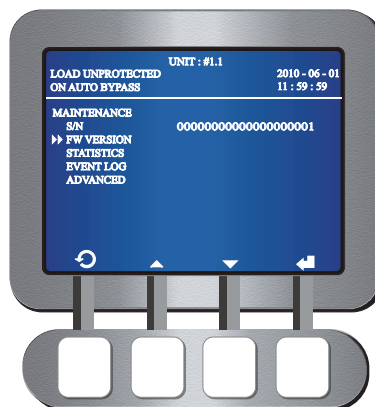 UNIT : #1.1
LOAD UNPROTECTED 2010 - 06 - 01
ON AUTO BYPASS 11 : 59 : 59
MAINTENANCE
S/N 00000000000000000001
FW VERSION
STATISTICS
EVENT LOG
ADVANCED